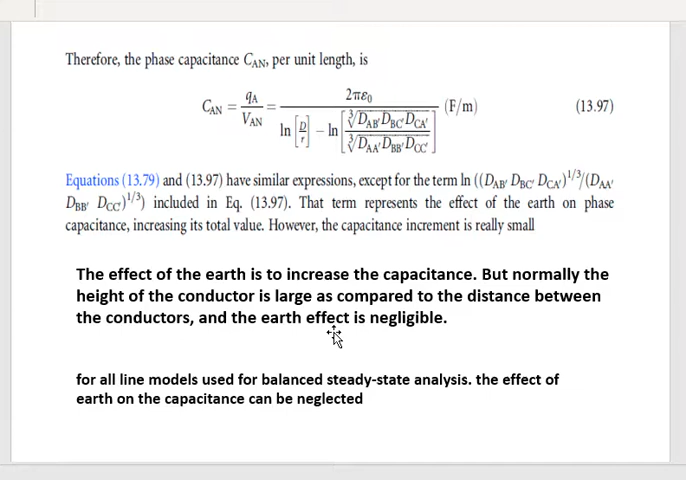 Therefore, the phase capacitance C_AN, per unit length, is
C_AN = q_A / V_AN = 2πε₀ / (ln[D/r] − ln[∛(D_AB′ D_BC′ D_CA′) / ∛(D_AA′ D_BB′ D_CC′)]) (F/m) (13.97)
Equations (13.79) and (13.97) have similar expressions, except for the term ln ((D_AB′ D_BC′ D_CA′)^1/3/(D_AA′
D_BB′ D_CC′)^1/3) included in Eq. (13.97). That term represents the effect of the earth on phase
capacitance, increasing its total value. However, the capacitance increment is really small
The effect of the earth is to increase the capacitance. But normally the
height of the conductor is large as compared to the distance between
the conductors, and the earth effect is negligible.
for all line models used for balanced steady-state analysis. the effect of
earth on the capacitance can be neglected